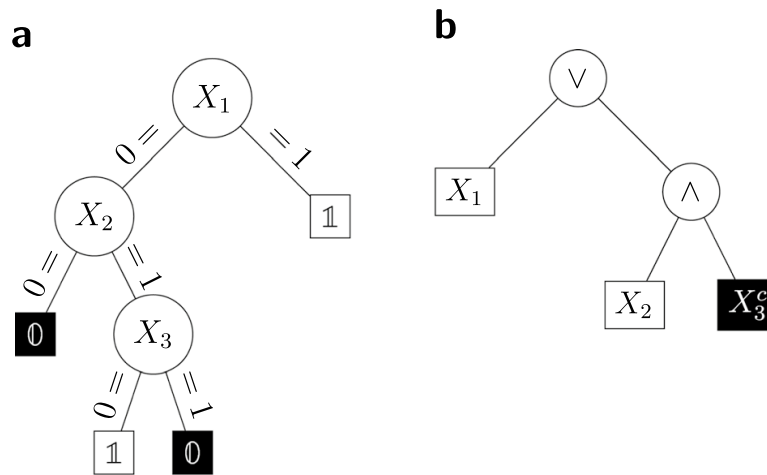 a
b
X₁
∨
0 =
= 1
X₂
𝟙
X₁
∧
0 =
= 1
𝟘
X₃
X₂
X₃ᶜ
0 =
= 1
𝟙
𝟘